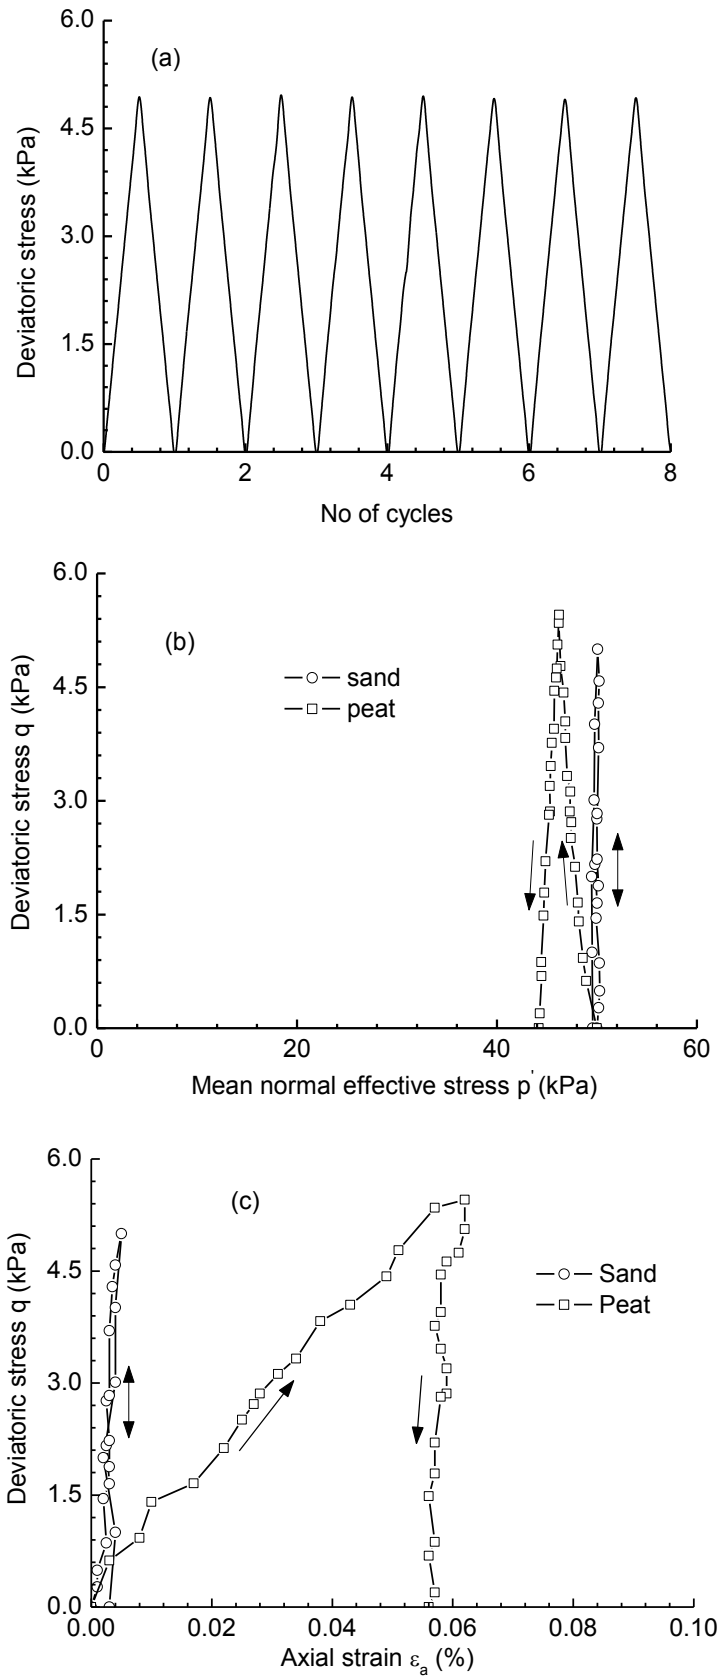 6.0
(a)
4.5
3.0
1.5
0.0
Deviatoric stress (kPa)
0 2 4 6 8
No of cycles
6.0
(b)
sand
peat
4.5
3.0
1.5
0.0
Deviatoric stress q (kPa)
0 20 40 60
Mean normal effective stress p' (kPa)
6.0
(c)
Sand
Peat
4.5
3.0
1.5
0.0
Deviatoric stress q (kPa)
0.00 0.02 0.04 0.06 0.08 0.10
Axial strain εa (%)